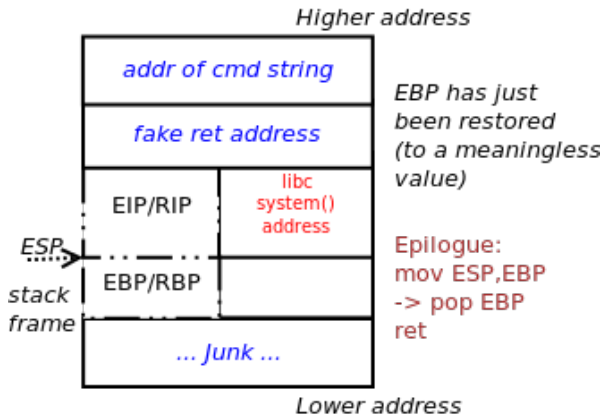 Higher address
addr of cmd string
fake ret address
EIP/RIP
libc
system()
address
ESP
EBP/RBP
stack
frame
... Junk ...
EBP has just
been restored
(to a meaningless
value)
Epilogue:
mov ESP,EBP
-> pop EBP
ret
Lower address